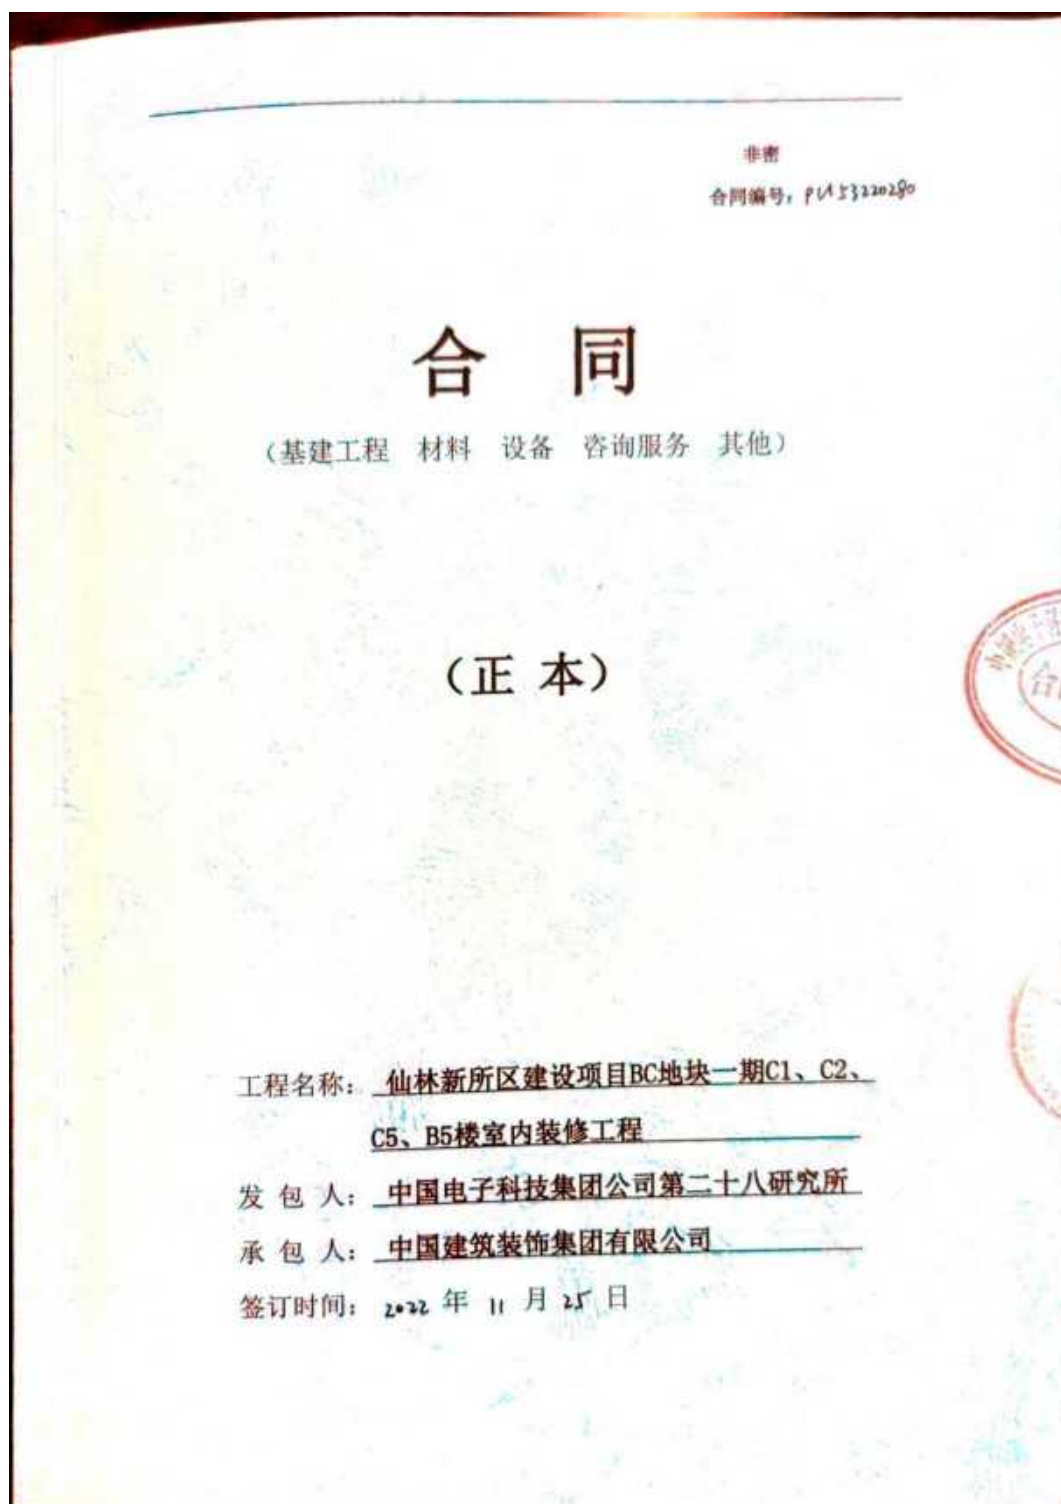 非密
合同编号：PU53220280
合 同
（基建工程 材料 设备 咨询服务 其他）
（正 本）
工程名称：仙林新所区建设项目BC地块一期C1、C2、
C5、B5楼室内装修工程
发 包 人：中国电子科技集团公司第二十八研究所
承 包 人：中国建筑装饰集团有限公司
签订时间：2022 年 11 月 25 日